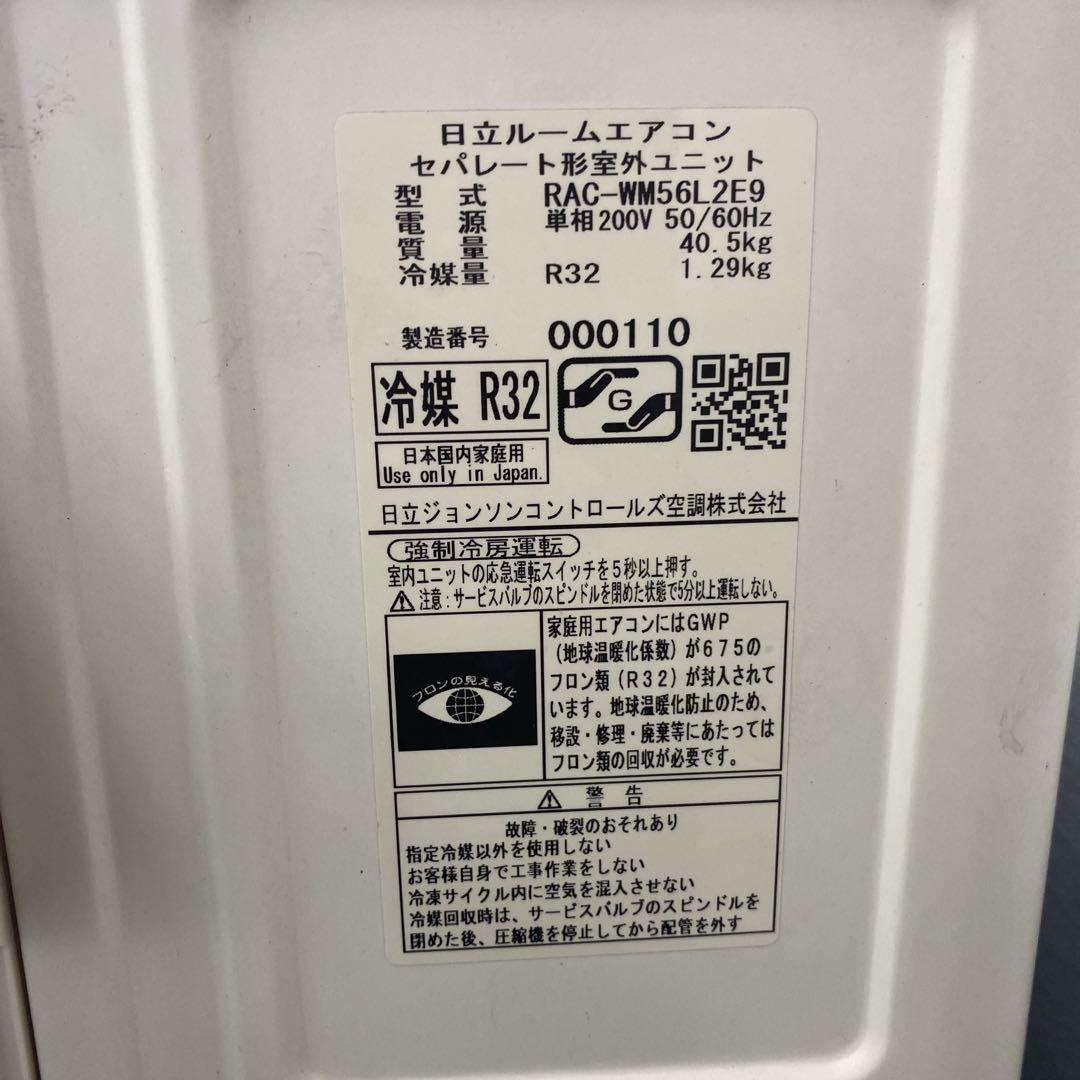 日立ルームエアコン
セパレート形室外ユニット
型 式 RAC-WM56L2E9
電 源 単相200V 50/60Hz
質 量 40.5kg
冷媒量 R32 1.29kg
製造番号 000110
冷媒 R32
G
日本国内家庭用
Use only in Japan.
日立ジョンソンコントロールズ空調株式会社
強制冷房運転
室内ユニットの応急運転スイッチを5秒以上押す。
⚠ 注意：サービスバルブのスピンドルを閉めた状態で5分以上運転しない。
フロンの見える化
家庭用エアコンにはGWP
（地球温暖化係数）が675の
フロン類（R32）が封入されて
います。地球温暖化防止のため、
移設・修理・廃棄等にあたっては
フロン類の回収が必要です。
⚠ 警 告
故障・破裂のおそれあり
指定冷媒以外を使用しない
お客様自身で工事作業をしない
冷凍サイクル内に空気を混入させない
冷媒回収時は、サービスバルブのスピンドルを
閉めた後、圧縮機を停止してから配管を外す